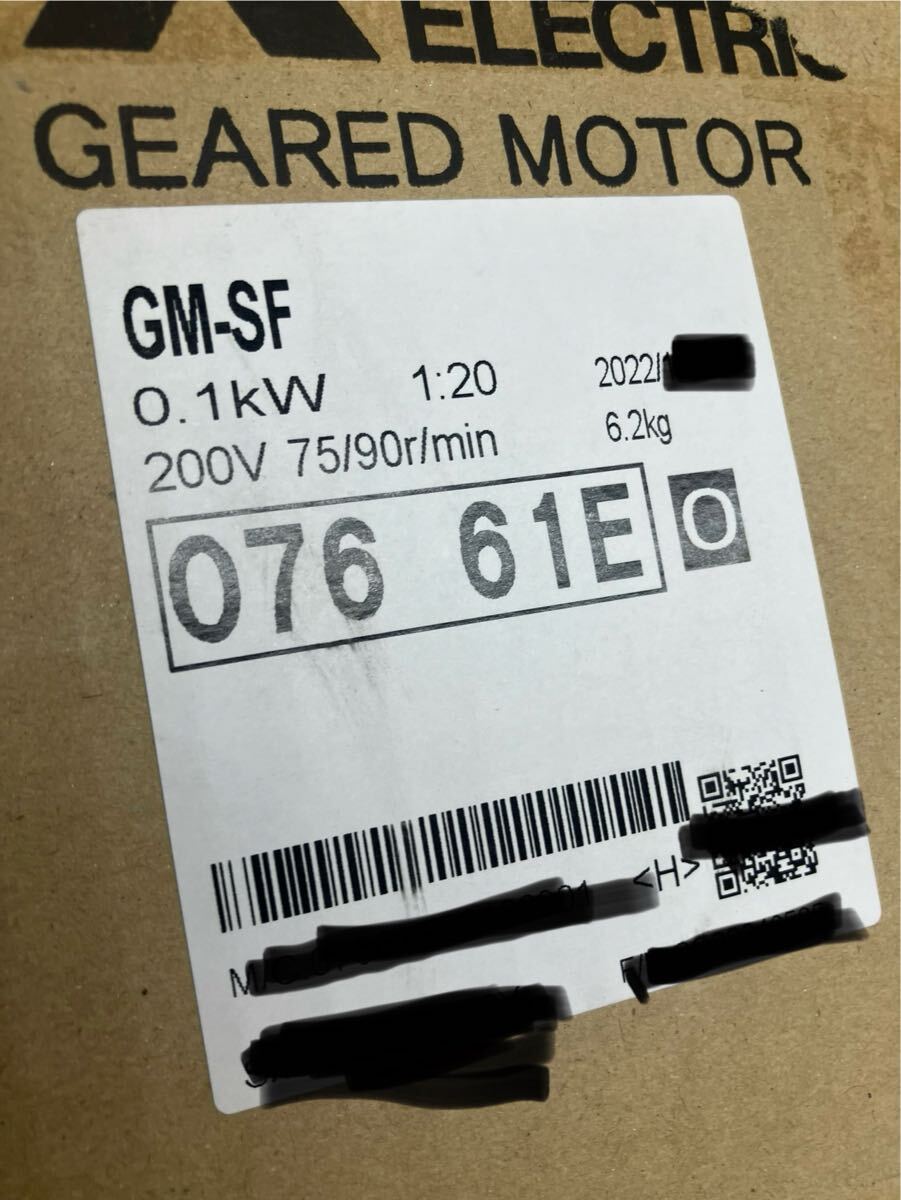 ELECTRIC
GEARED MOTOR
GM-SF
0.1kW 1:20 2022/
200V 75/90r/min 6.2kg
076 61E O
<H>